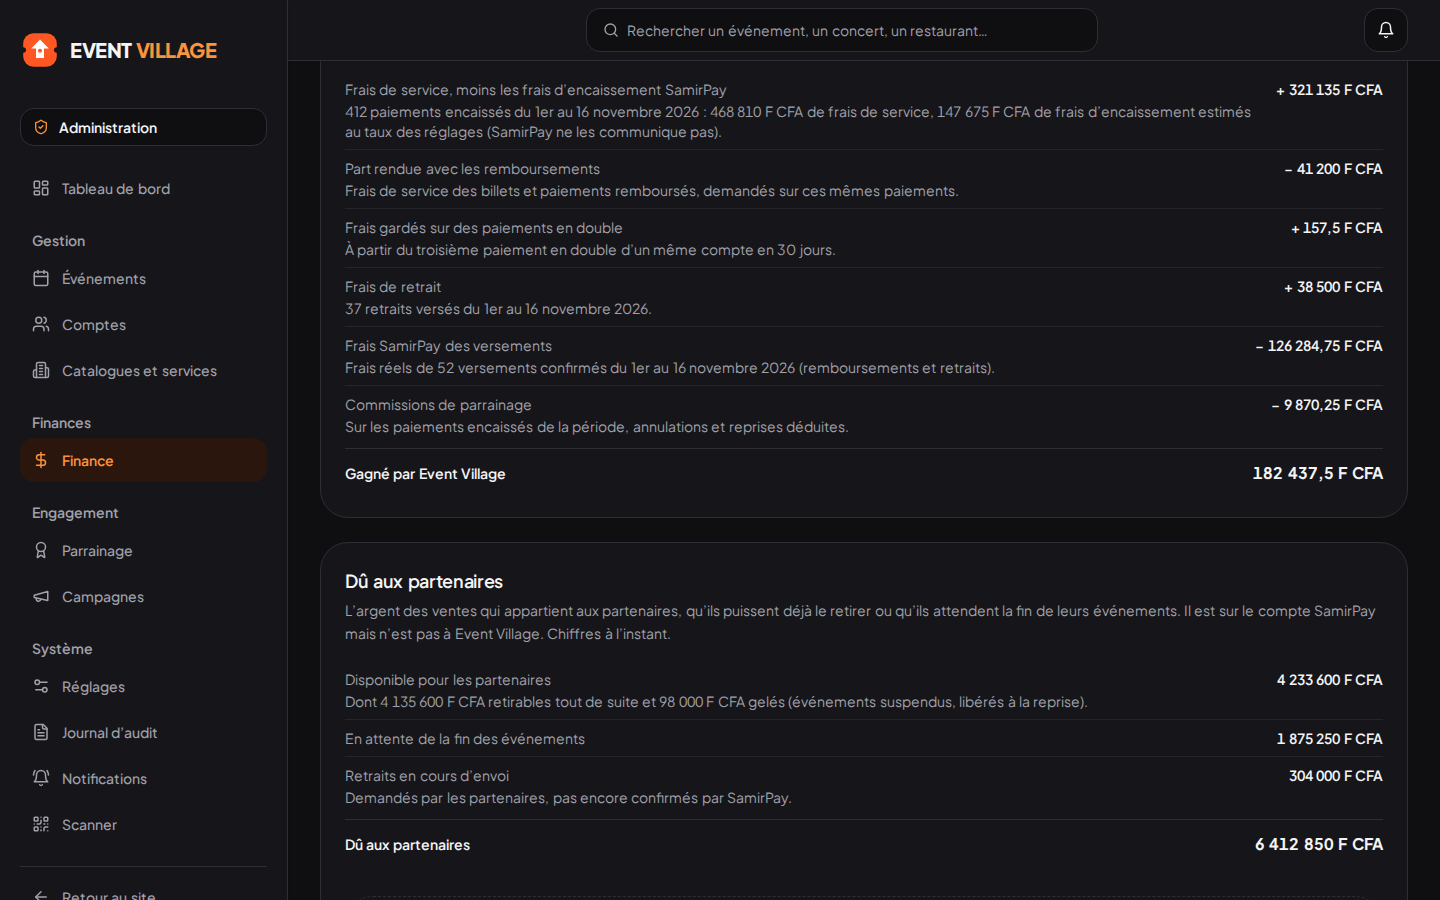 EVENT VILLAGE
Rechercher un événement, un concert, un restaurant...
Administration
Tableau de bord
Gestion
Événements
Comptes
Catalogues et services
Finances
Finance
Engagement
Parrainage
Campagnes
Système
Réglages
Journal d'audit
Notifications
Scanner
Retour au site
Frais de service, moins les frais d'encaissement SamirPay + 321 135 F CFA
412 paiements encaissés du 1er au 16 novembre 2026 : 468 810 F CFA de frais de service, 147 675 F CFA de frais d'encaissement estimés
au taux des réglages (SamirPay ne les communique pas).
Part rendue avec les remboursements – 41 200 F CFA
Frais de service des billets et paiements remboursés, demandés sur ces mêmes paiements.
Frais gardés sur des paiements en double + 157,5 F CFA
À partir du troisième paiement en double d'un même compte en 30 jours.
Frais de retrait + 38 500 F CFA
37 retraits versés du 1er au 16 novembre 2026.
Frais SamirPay des versements – 126 284,75 F CFA
Frais réels de 52 versements confirmés du 1er au 16 novembre 2026 (remboursements et retraits).
Commissions de parrainage – 9 870,25 F CFA
Sur les paiements encaissés de la période, annulations et reprises déduites.
Gagné par Event Village 182 437,5 F CFA
Dû aux partenaires
L'argent des ventes qui appartient aux partenaires, qu'ils puissent déjà le retirer ou qu'ils attendent la fin de leurs événements. Il est sur le compte SamirPay
mais n'est pas à Event Village. Chiffres à l'instant.
Disponible pour les partenaires 4 233 600 F CFA
Dont 4 135 600 F CFA retirables tout de suite et 98 000 F CFA gelés (événements suspendus, libérés à la reprise).
En attente de la fin des événements 1 875 250 F CFA
Retraits en cours d'envoi 304 000 F CFA
Demandés par les partenaires, pas encore confirmés par SamirPay.
Dû aux partenaires 6 412 850 F CFA